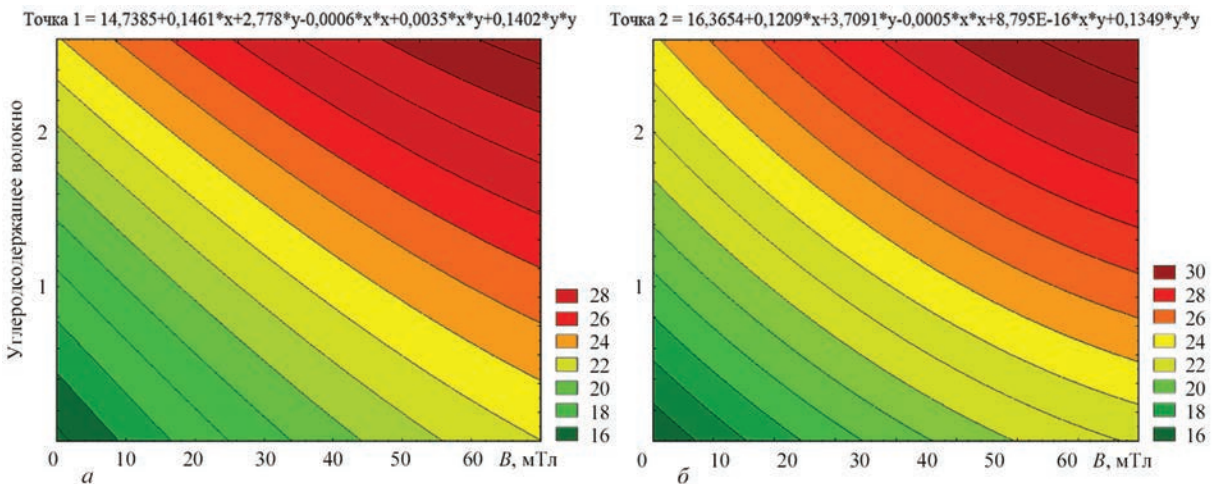 Точка 1 = 14,7385+0,1461*x+2,778*y-0,0006*x*x+0,0035*x*y+0,1402*y*y
Углеродсодержащее волокно
2
1
28
26
24
22
20
18
16
0 10 20 30 40 50 60 В, мТл
а
Точка 2 = 16,3654+0,1209*x+3,7091*y-0,0005*x*x+8,795E-16*x*y+0,1349*y*y
2
1
30
28
26
24
22
20
18
16
0 10 20 30 40 50 60 В, мТл
б